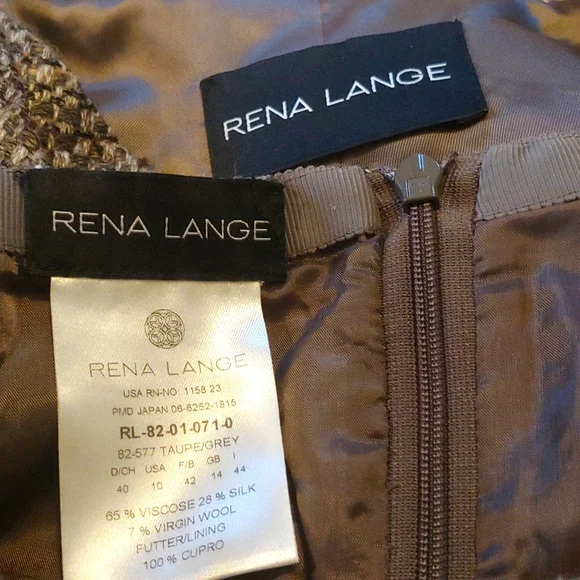 RENA LANGE
RENA LANGE
RENA LANGE
USA RN-NO: 1158 23
PMD JAPAN 06-6252-1815
RL-82-01-071-0
82-577 TAUPE/GREY
D/CH USA F/B GB I
40 10 42 14 44
65 % VISCOSE 28 % SILK
7 % VIRGIN WOOL
FUTTER/LINING
100 % CUPRO